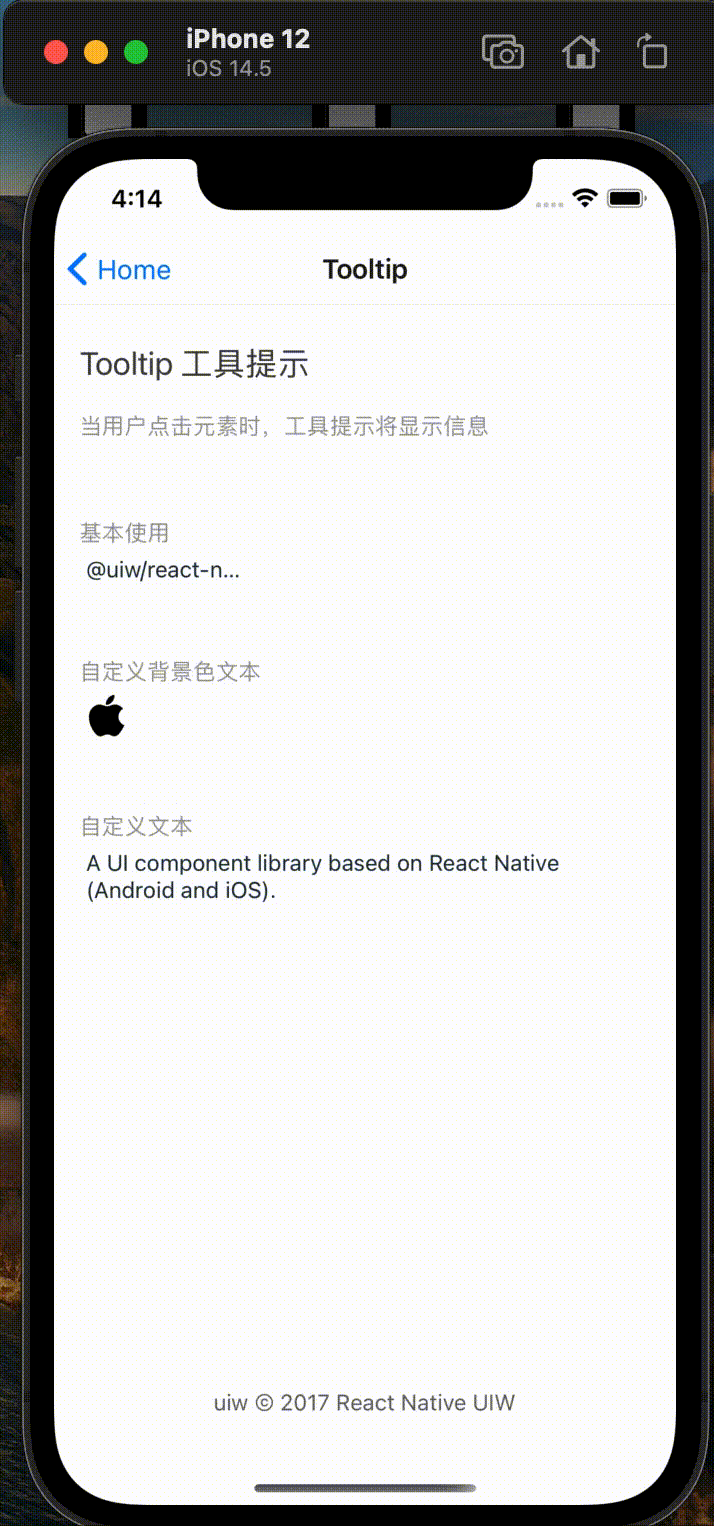 iPhone 12
iOS 14.5
4:14
Home
Tooltip
Tooltip 工具提示
当用户点击元素时，工具提示将显示信息
基本使用
@uiw/react-n...
自定义背景色文本
自定义文本
A UI component library based on React Native
(Android and iOS).
uiw © 2017 React Native UIW